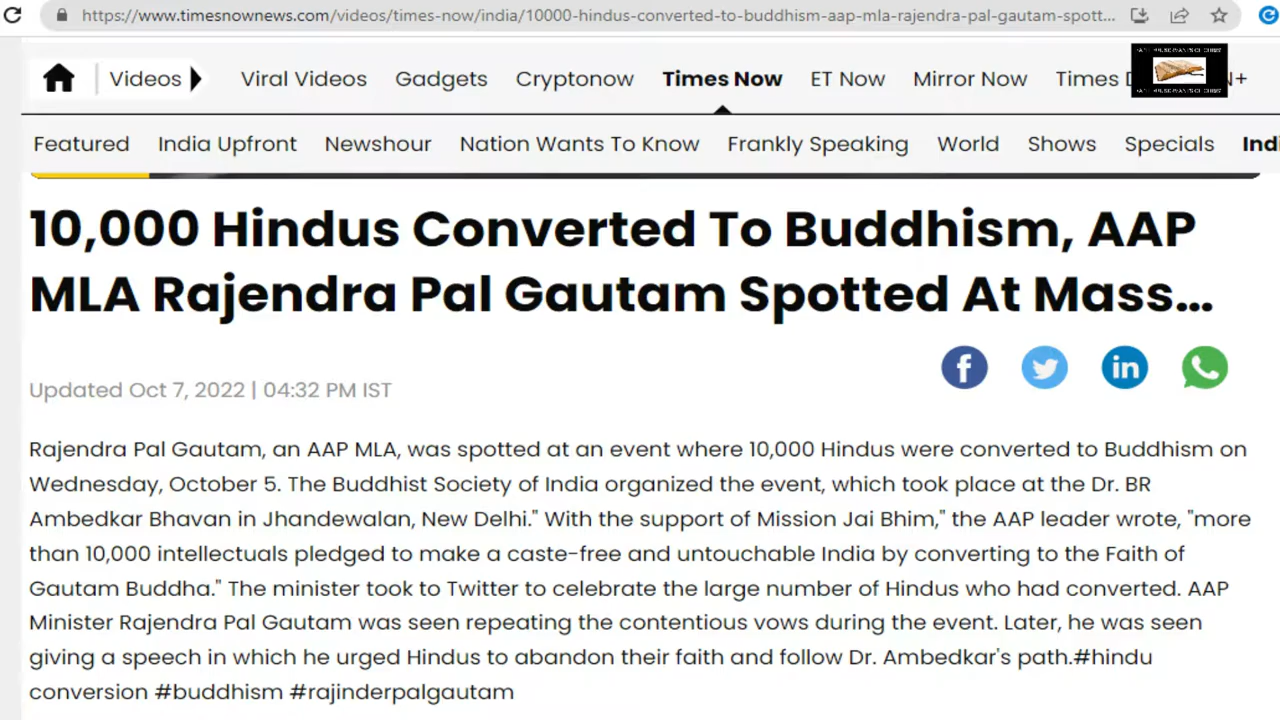 https://www.timesnownews.com/videos/times-now/india/10000-hindus-converted-to-buddhism-aap-mla-rajendra-pal-gautam-spott...
Videos Viral Videos Gadgets Cryptonow Times Now ET Now Mirror Now Times
Featured India Upfront Newshour Nation Wants To Know Frankly Speaking World Shows Specials Indi
10,000 Hindus Converted To Buddhism, AAP
MLA Rajendra Pal Gautam Spotted At Mass...
Updated Oct 7, 2022 | 04:32 PM IST
Rajendra Pal Gautam, an AAP MLA, was spotted at an event where 10,000 Hindus were converted to Buddhism on
Wednesday, October 5. The Buddhist Society of India organized the event, which took place at the Dr. BR
Ambedkar Bhavan in Jhandewalan, New Delhi." With the support of Mission Jai Bhim," the AAP leader wrote, "more
than 10,000 intellectuals pledged to make a caste-free and untouchable India by converting to the Faith of
Gautam Buddha." The minister took to Twitter to celebrate the large number of Hindus who had converted. AAP
Minister Rajendra Pal Gautam was seen repeating the contentious vows during the event. Later, he was seen
giving a speech in which he urged Hindus to abandon their faith and follow Dr. Ambedkar's path.#hindu
conversion #buddhism #rajinderpalgautam